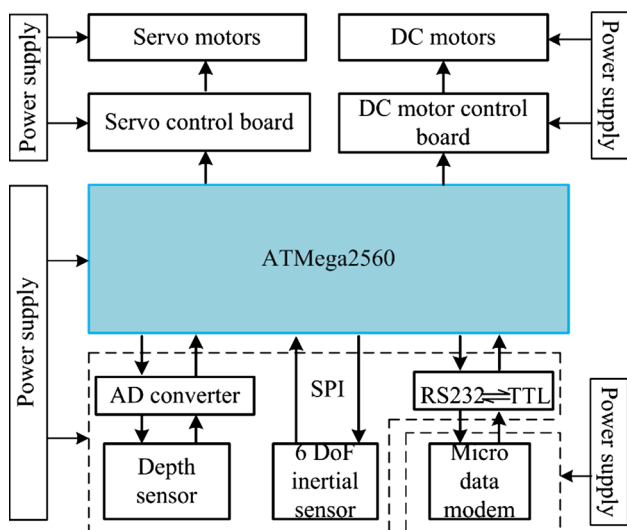 Power supply
Servo motors
DC motors
Power supply
Servo control board
DC motor control
board
ATMega2560
Power supply
AD converter
SPI
RS232⇌TTL
Depth
sensor
6 DoF
inertial
sensor
Micro
data
modem
Power supply